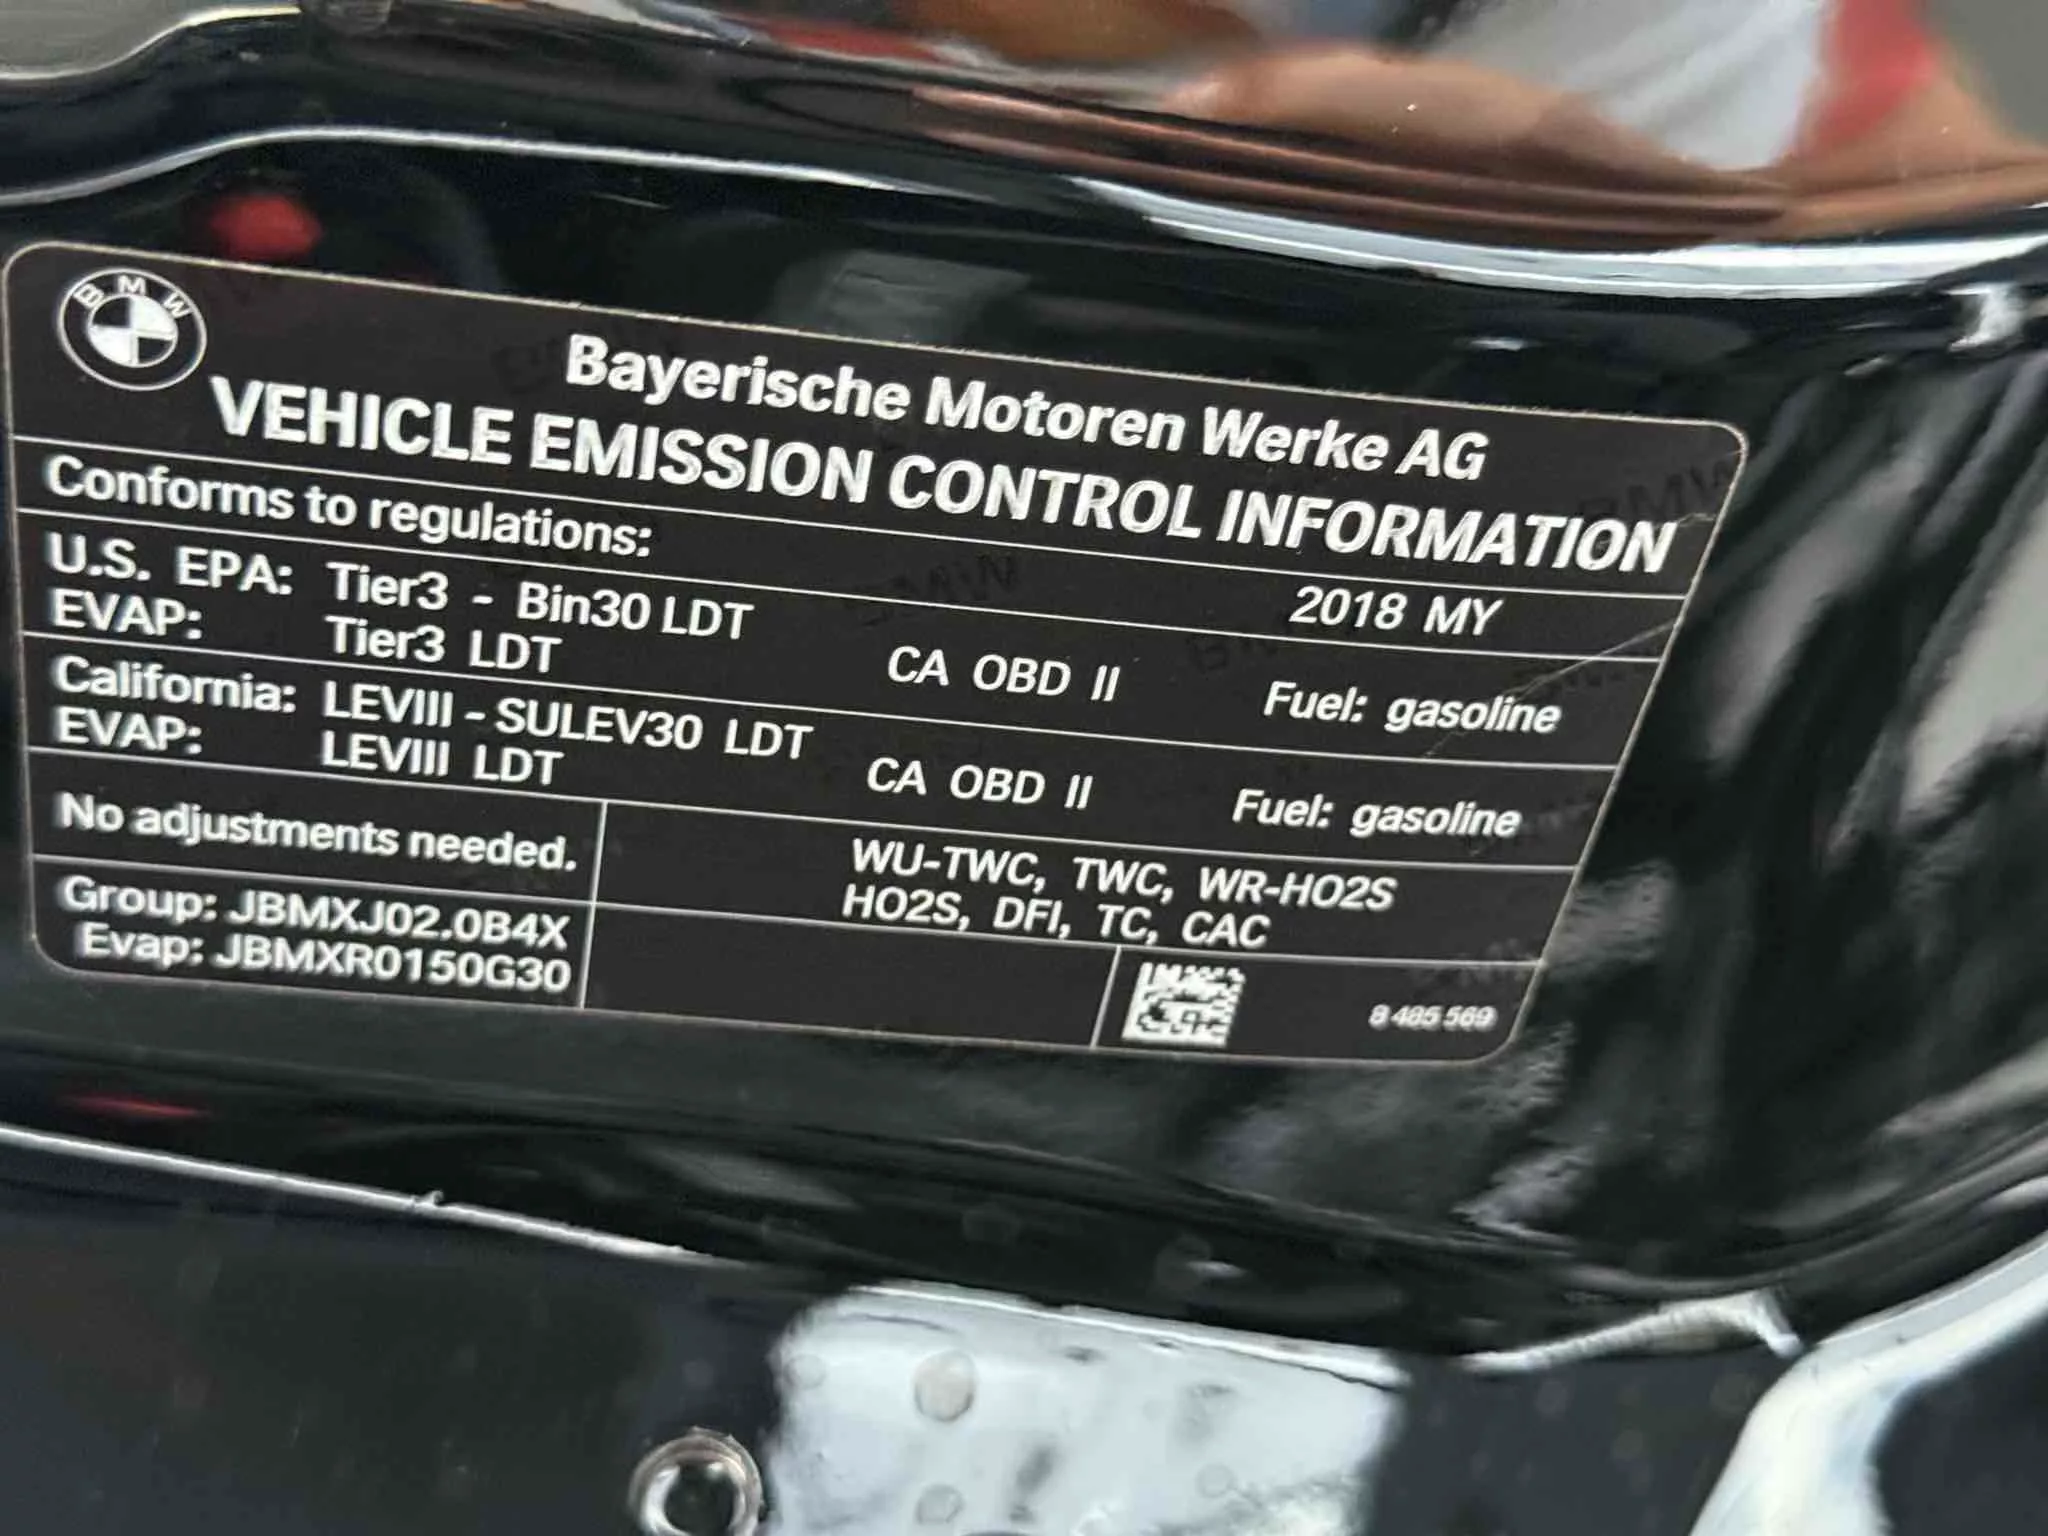 BMW
Bayerische Motoren Werke AG
VEHICLE EMISSION CONTROL INFORMATION
Conforms to regulations:
2018 MY
U.S. EPA: Tier3 - Bin30 LDT
EVAP: Tier3 LDT
CA OBD II Fuel: gasoline
California: LEVIII - SULEV30 LDT
EVAP: LEVIII LDT
CA OBD II Fuel: gasoline
No adjustments needed.
WU-TWC, TWC, WR-HO2S
HO2S, DFI, TC, CAC
Group: JBMXJ02.0B4X
Evap: JBMXR0150G30
8 485 569